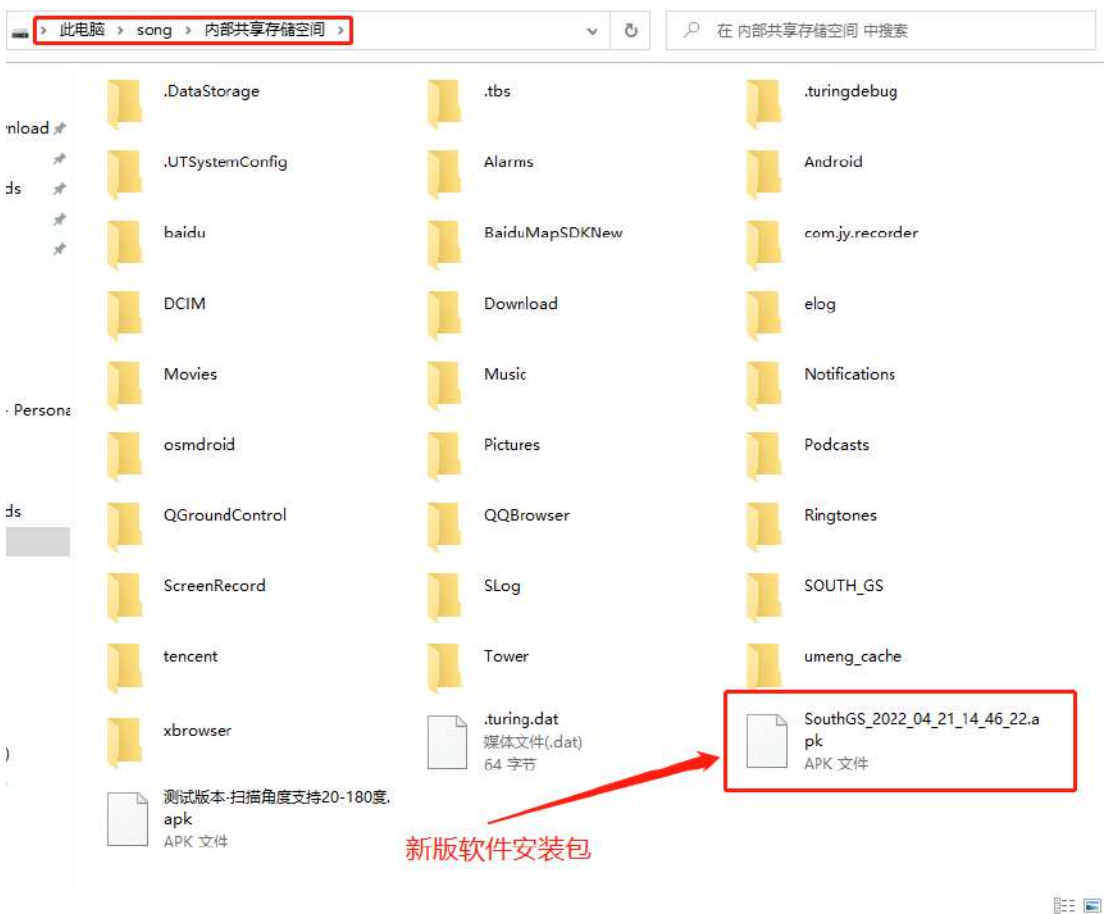 此电脑 › song › 内部共享存储空间 ›
在 内部共享存储空间 中搜索
.DataStorage
.tbs
.turingdebug
.UTSystemConfig
Alarms
Android
baidu
BaiduMapSDKNew
com.jy.recorder
DCIM
Download
elog
Movies
Music
Notifications
- Persona
osmdroid
Pictures
Podcasts
ds
QGroundControl
QQBrowser
Ringtones
ScreenRecord
SLog
SOUTH_GS
tencent
Tower
umeng_cache
xbrowser
.turing.dat
媒体文件(.dat)
64 字节
SouthGS_2022_04_21_14_46_22.a
pk
APK 文件
测试版本-扫描角度支持20-180度.
apk
APK 文件
新版软件安装包